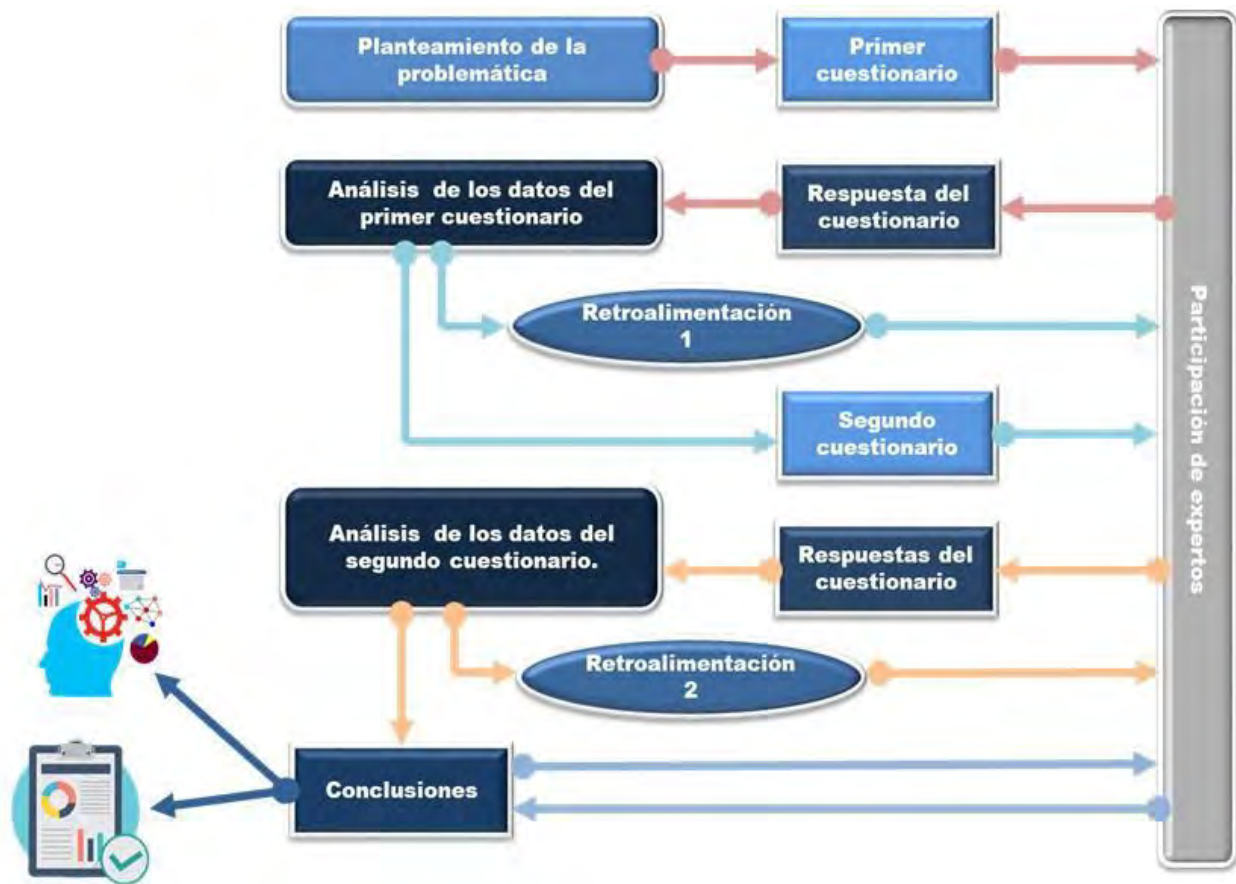 Planteamiento de la
problemática
Primer
cuestionario
Análisis de los datos del
primer cuestionario
Respuesta del
cuestionario
Retroalimentación
1
Segundo
cuestionario
Análisis de los datos del
segundo cuestionario.
Respuestas del
cuestionario
Retroalimentación
2
Conclusiones
Participación de expertos